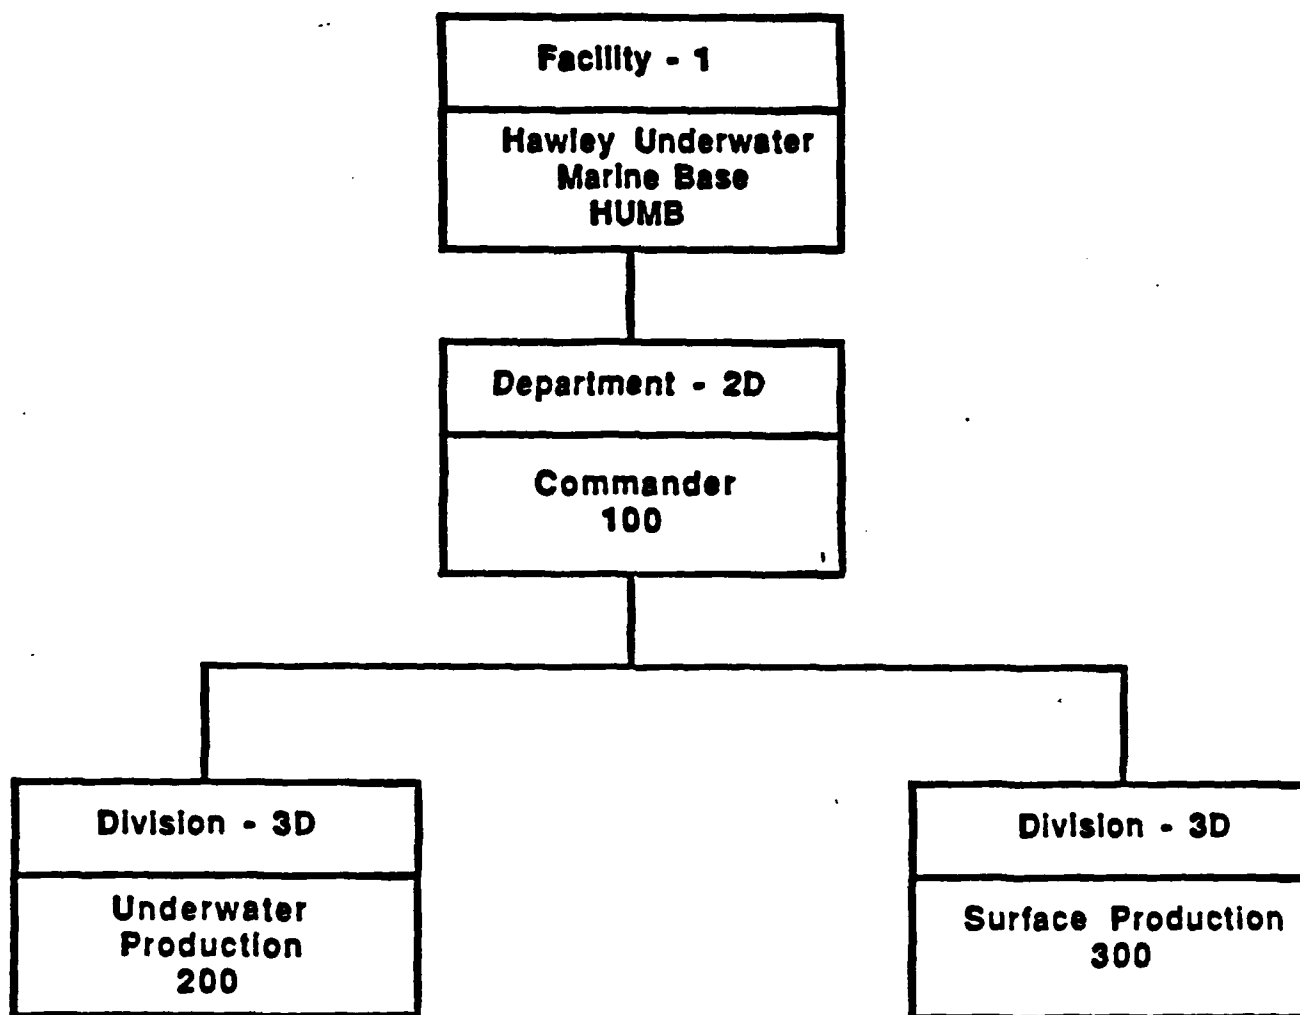 Facility - 1
Hawley Underwater
Marine Base
HUMB
Department - 2D
Commander
100
Division - 3D
Underwater
Production
200
Division - 3D
Surface Production
300